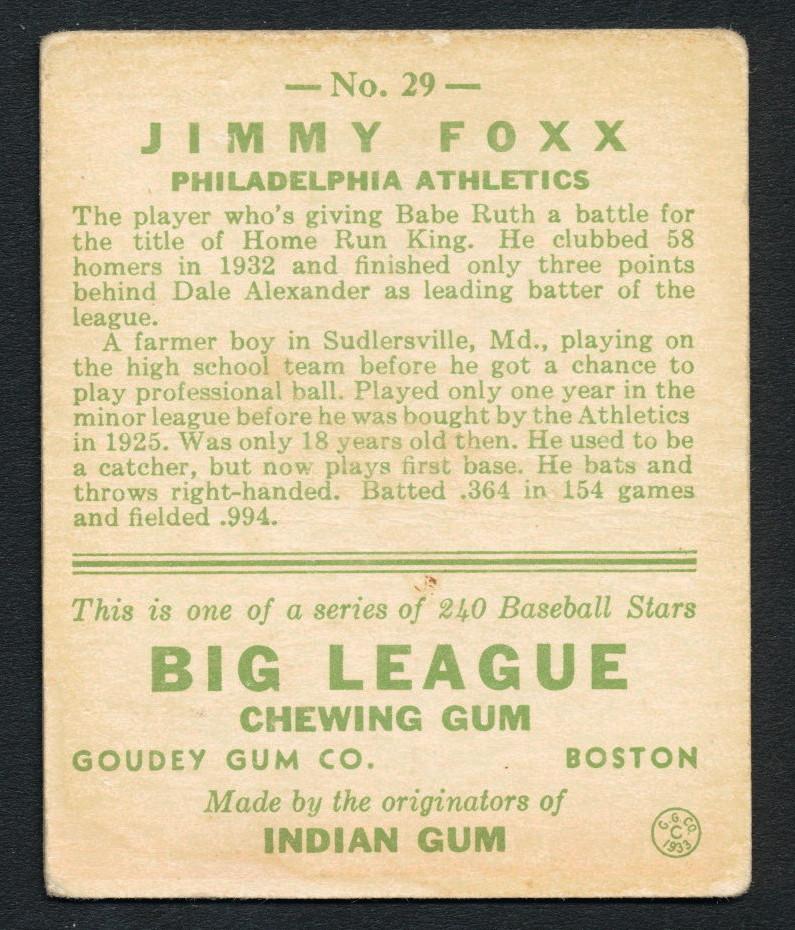 — No. 29 —
JIMMY FOXX
PHILADELPHIA ATHLETICS
The player who's giving Babe Ruth a battle for
the title of Home Run King. He clubbed 58
homers in 1932 and finished only three points
behind Dale Alexander as leading batter of the
league.
A farmer boy in Sudlersville, Md., playing on
the high school team before he got a chance to
play professional ball. Played only one year in the
minor league before he was bought by the Athletics
in 1925. Was only 18 years old then. He used to be
a catcher, but now plays first base. He bats and
throws right-handed. Batted .364 in 154 games
and fielded .994.
This is one of a series of 240 Baseball Stars
BIG LEAGUE
CHEWING GUM
GOUDEY GUM CO. BOSTON
Made by the originators of
INDIAN GUM
G.G.CO.
C
1933